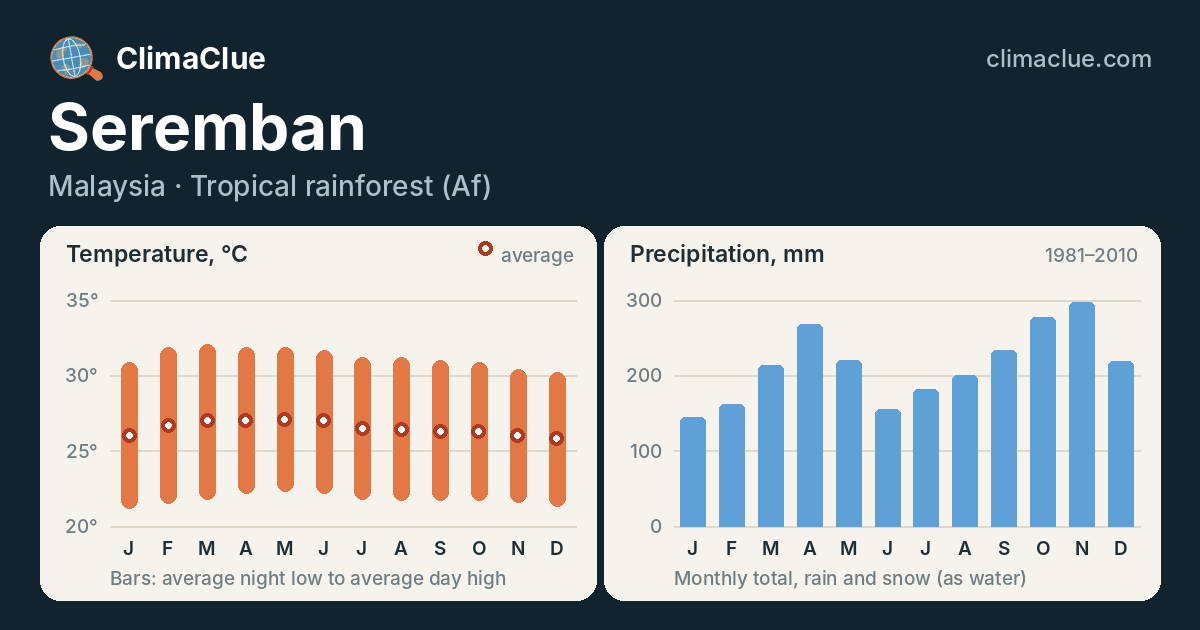 ClimaClue
climaclue.com
Seremban
Malaysia · Tropical rainforest (Af)
Temperature, °C
average
35°
30°
25°
20°
J F M A M J J A S O N D
Bars: average night low to average day high
Precipitation, mm
1981–2010
300
200
100
0
J F M A M J J A S O N D
Monthly total, rain and snow (as water)